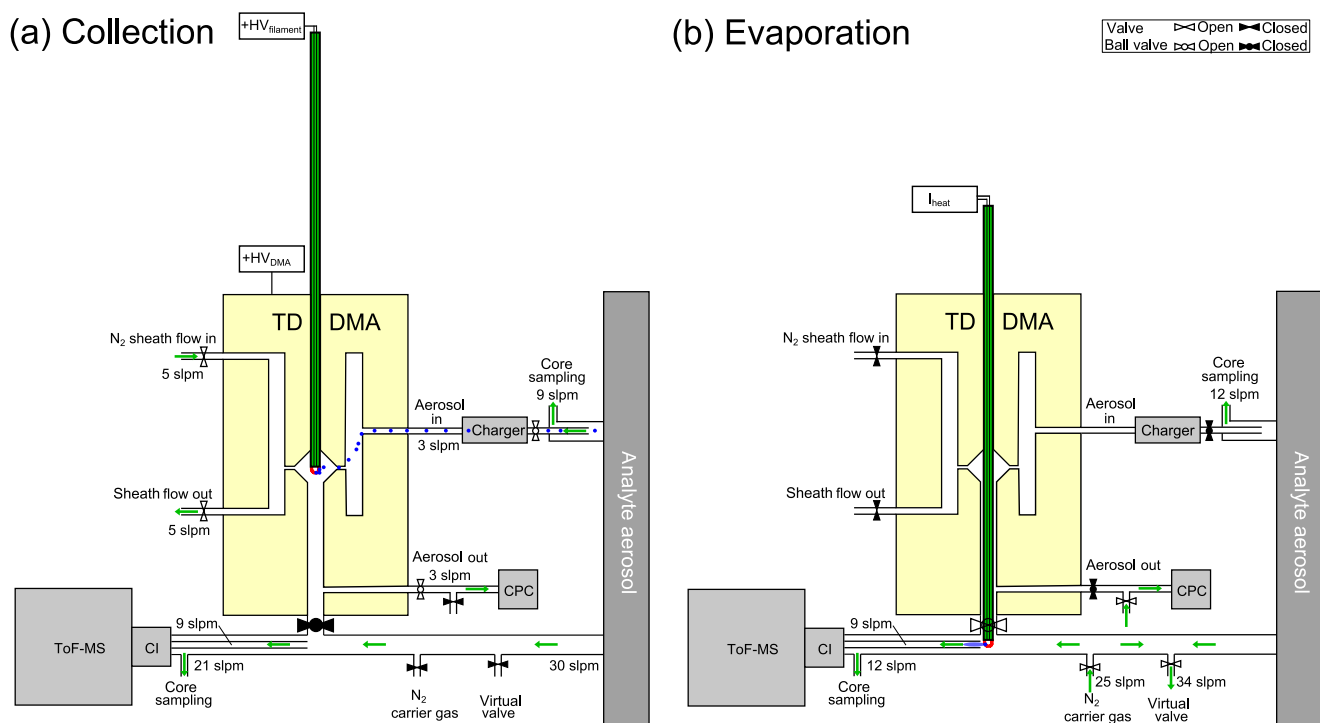 (a) Collection
+HV_filament
+HV_DMA
TD DMA
N₂ sheath flow in
5 slpm
Core
sampling
9 slpm
Aerosol
in
3 slpm
Charger
Sheath flow out
5 slpm
Aerosol out
3 slpm
CPC
Analyte aerosol
ToF-MS
CI
9 slpm
21 slpm
30 slpm
Core
sampling
N₂
carrier gas
Virtual
valve
(b) Evaporation
Valve Open Closed
Ball valve Open Closed
I_heat
TD DMA
N₂ sheath flow in
Core
sampling
12 slpm
Aerosol
in
Charger
Sheath flow out
Aerosol out
CPC
Analyte aerosol
ToF-MS
CI
9 slpm
12 slpm
25 slpm
34 slpm
Core
sampling
N₂
carrier gas
Virtual
valve